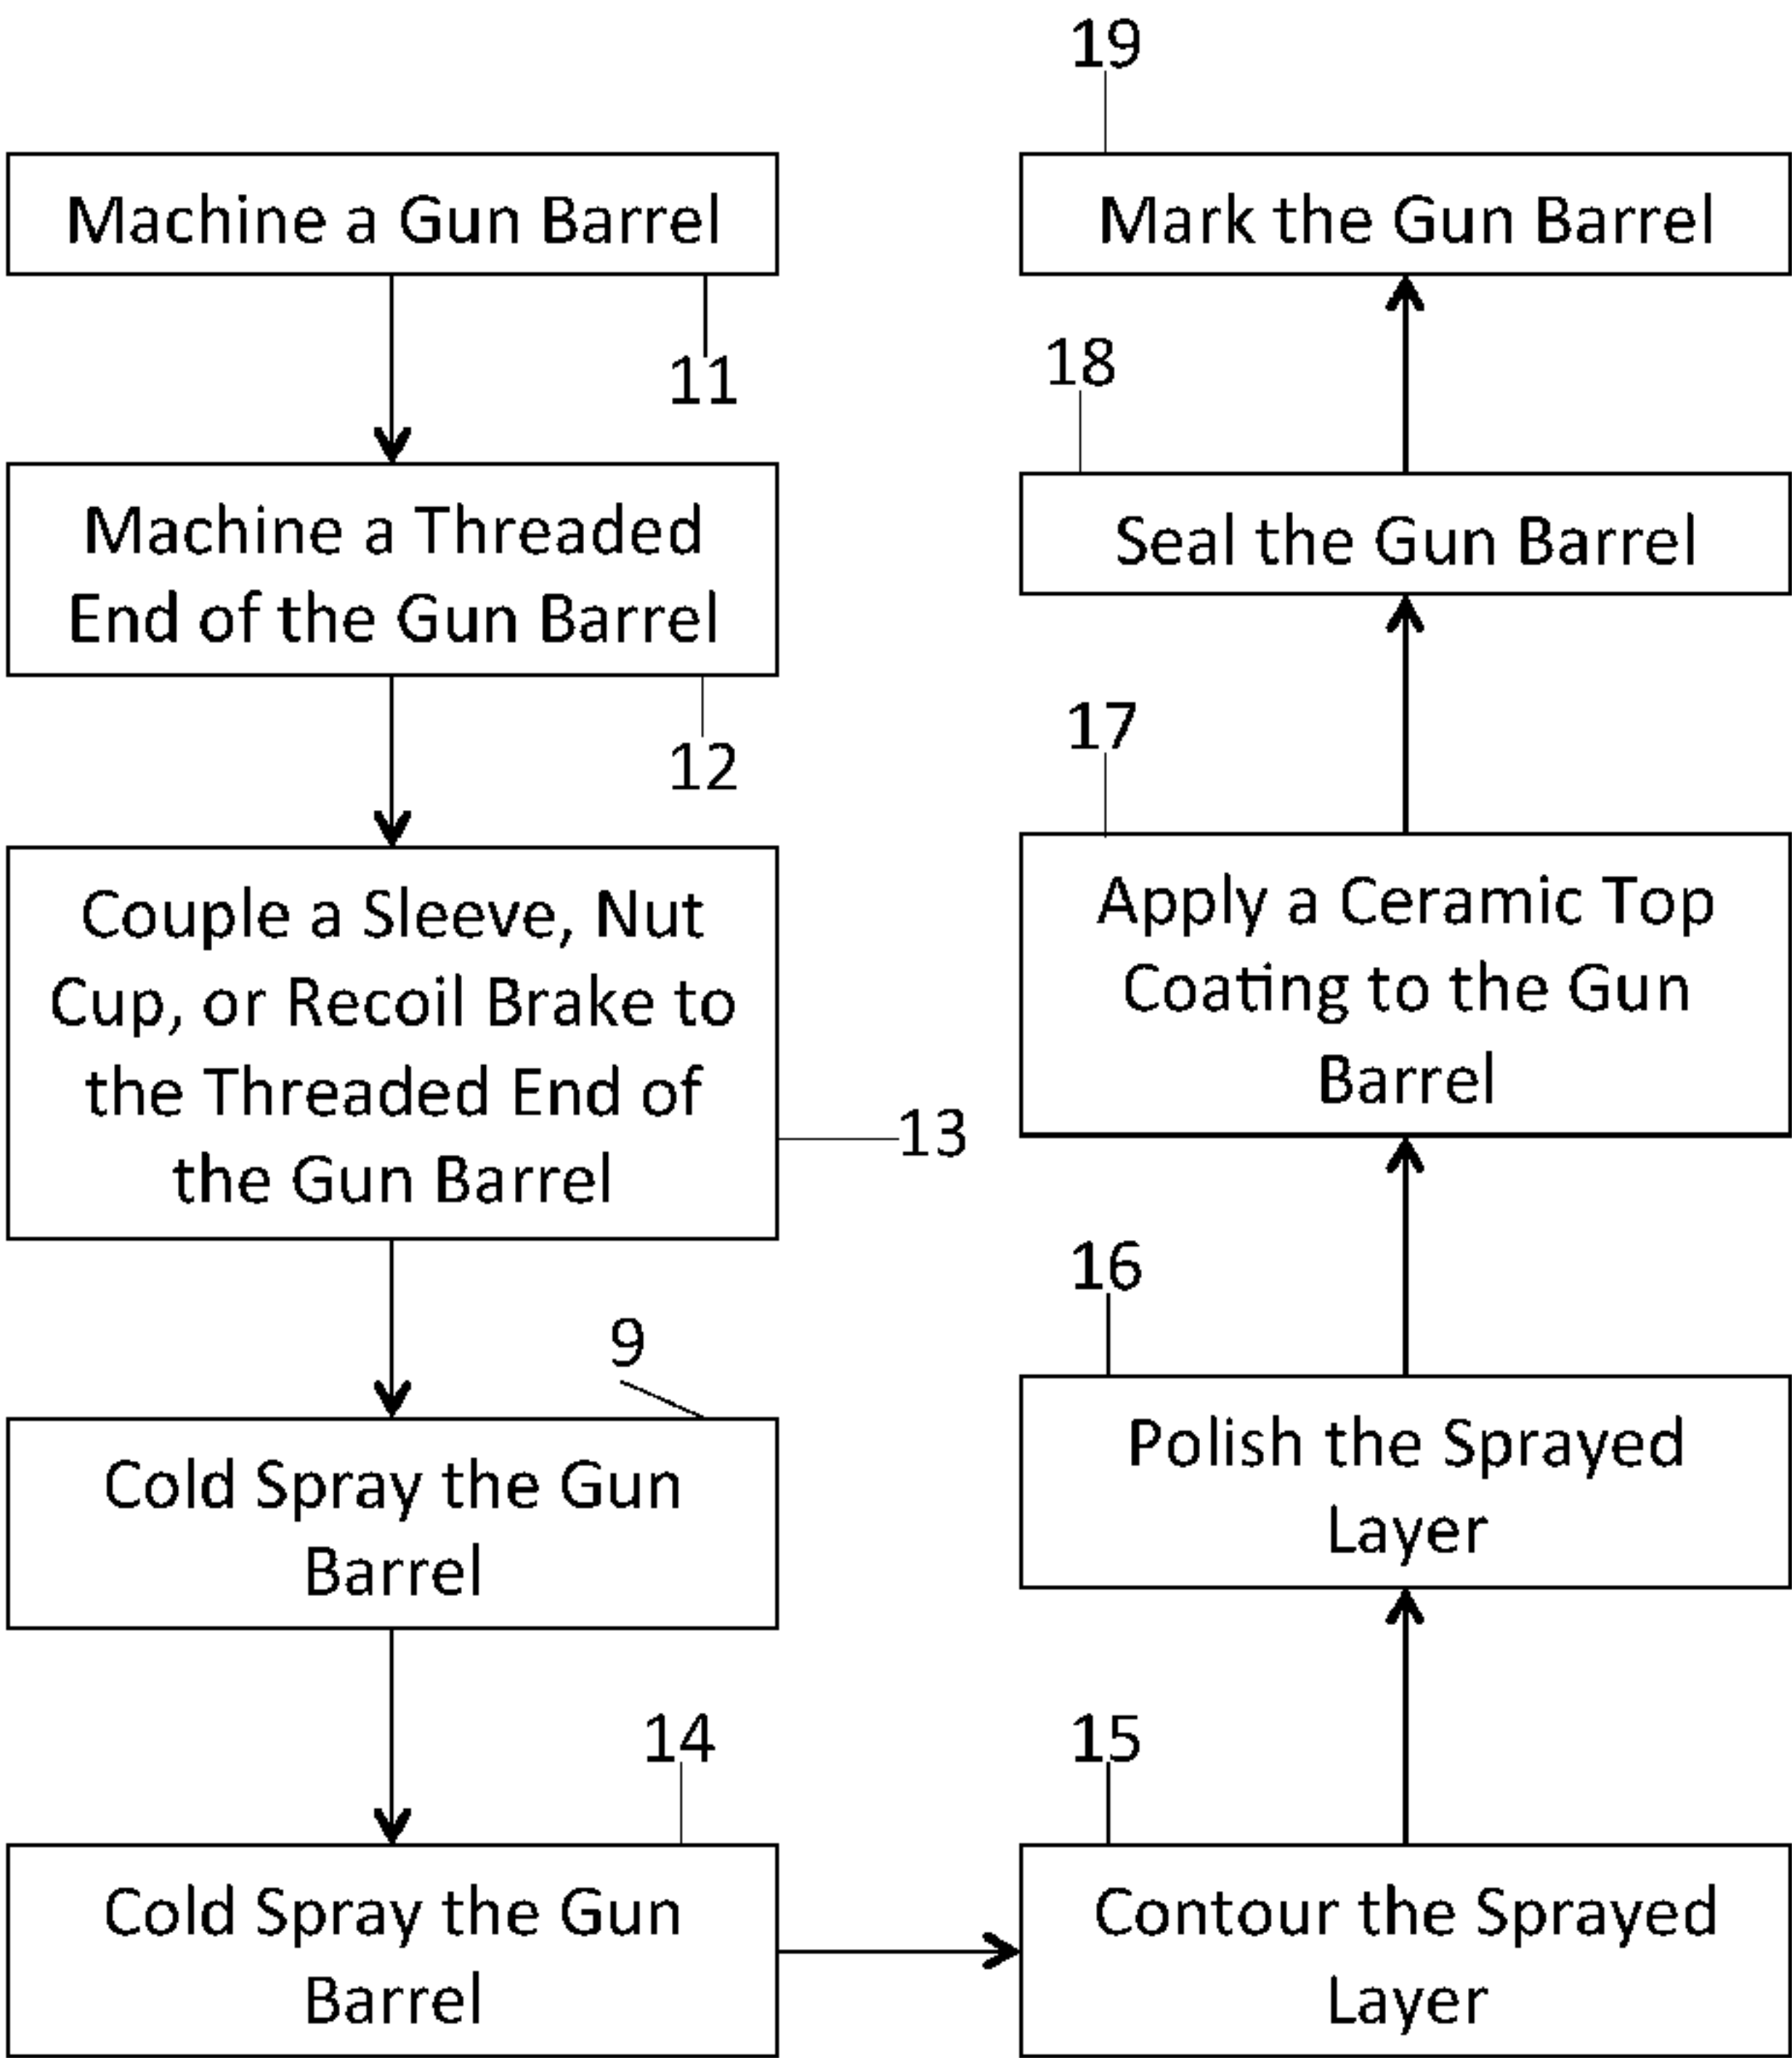 Machine a Gun Barrel
11
Machine a Threaded
End of the Gun Barrel
12
Couple a Sleeve, Nut
Cup, or Recoil Brake to
the Threaded End of
the Gun Barrel
13
9
Cold Spray the Gun
Barrel
14
Cold Spray the Gun
Barrel
15
Contour the Sprayed
Layer
16
Polish the Sprayed
Layer
17
Apply a Ceramic Top
Coating to the Gun
Barrel
18
Seal the Gun Barrel
19
Mark the Gun Barrel